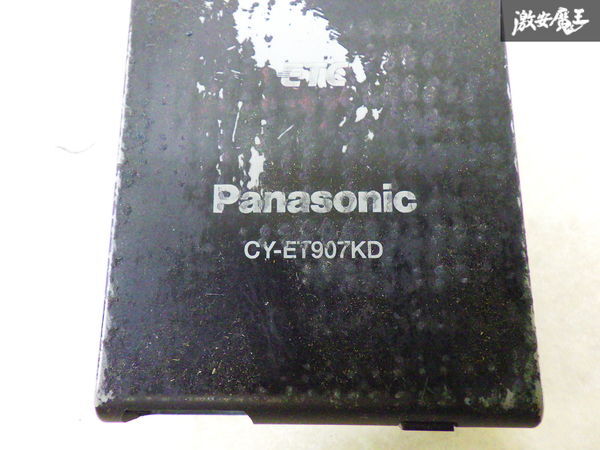 激安魔王
ETC
Panasonic
CY-ET907KD